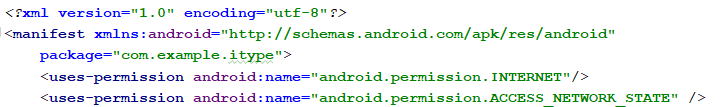 <?xml version="1.0" encoding="utf-8"?>
<manifest xmlns:android="http://schemas.android.com/apk/res/android"
package="com.example.itype">
<uses-permission android:name="android.permission.INTERNET"/>
<uses-permission android:name="android.permission.ACCESS_NETWORK_STATE" />